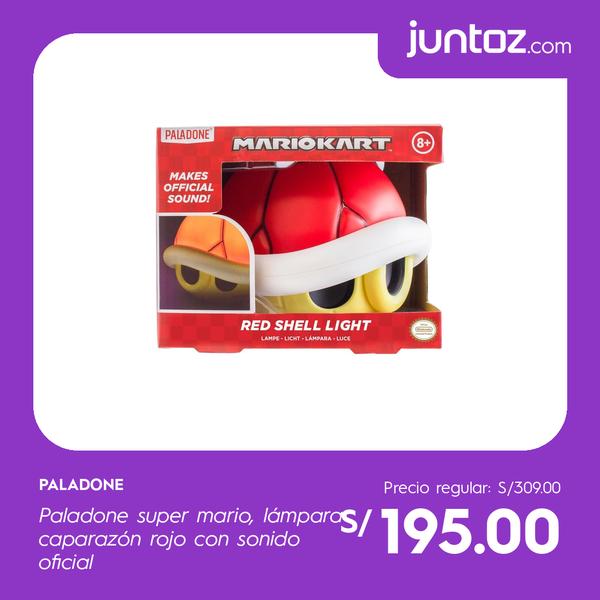 juntoz.com
PALADONE
MARIOKART
8+
MAKES
OFFICIAL
SOUND!
RED SHELL LIGHT
LAMPE - LICHT - LÁMPARA - LUCE
PALADONE
Paladone super mario, lámpara
caparazón rojo con sonido
oficial
Precio regular: S/309.00
S/195.00